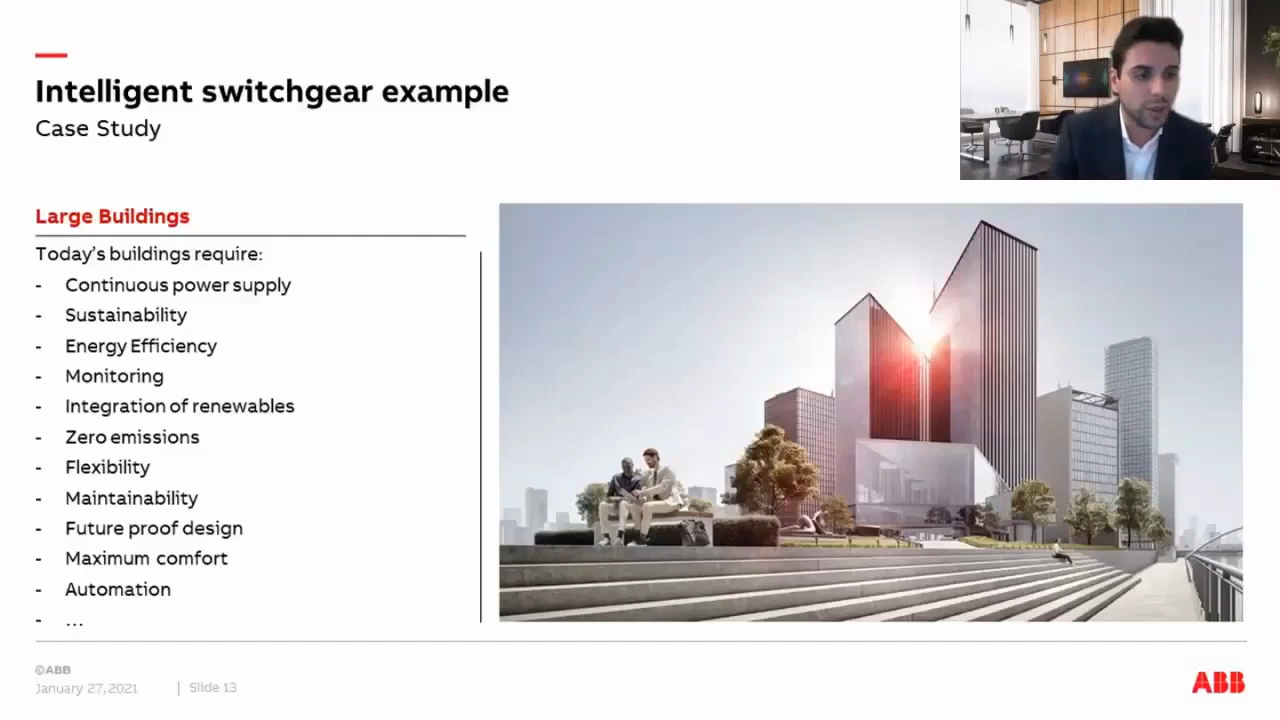 Intelligent switchgear example
Case Study
Large Buildings
Today's buildings require:
- Continuous power supply
- Sustainability
- Energy Efficiency
- Monitoring
- Integration of renewables
- Zero emissions
- Flexibility
- Maintainability
- Future proof design
- Maximum comfort
- Automation
- ...
©ABB
January 27, 2021 | Slide 13
ABB